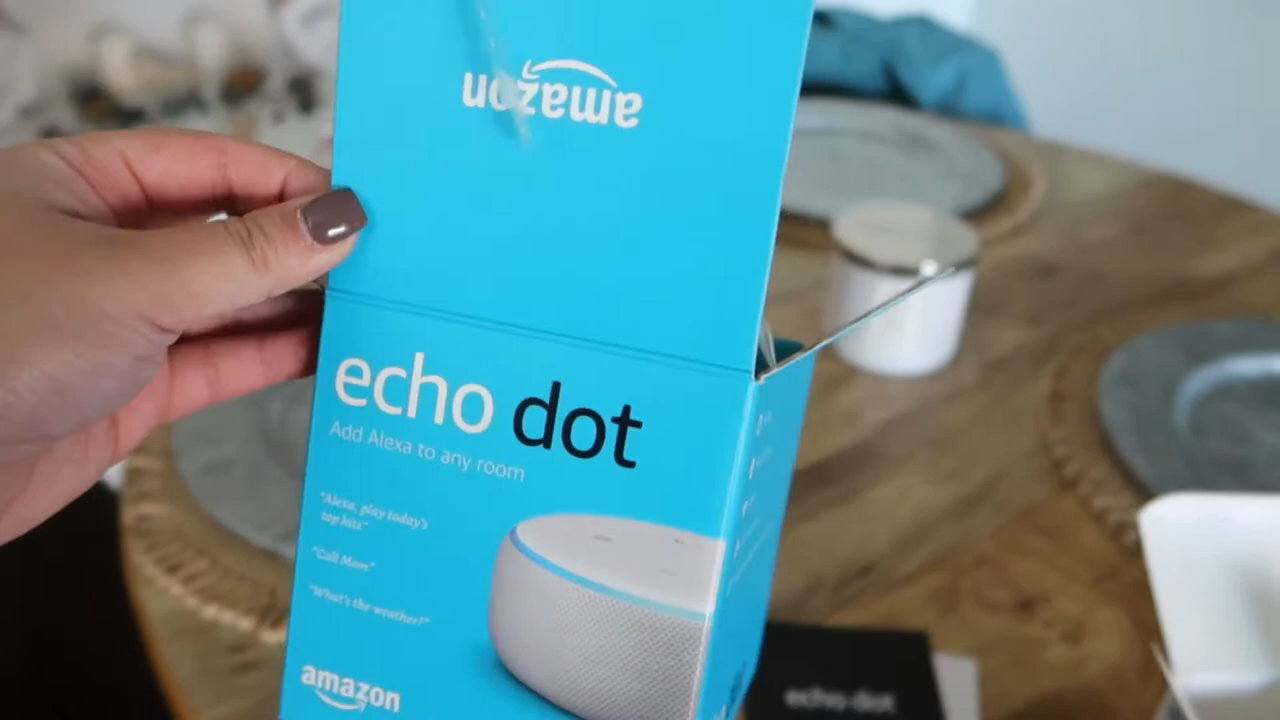 amazon
echo dot
Add Alexa to any room
"Alexa, play today's
top hits"
"Call Mom"
"What's the weather?"
amazon
echo dot